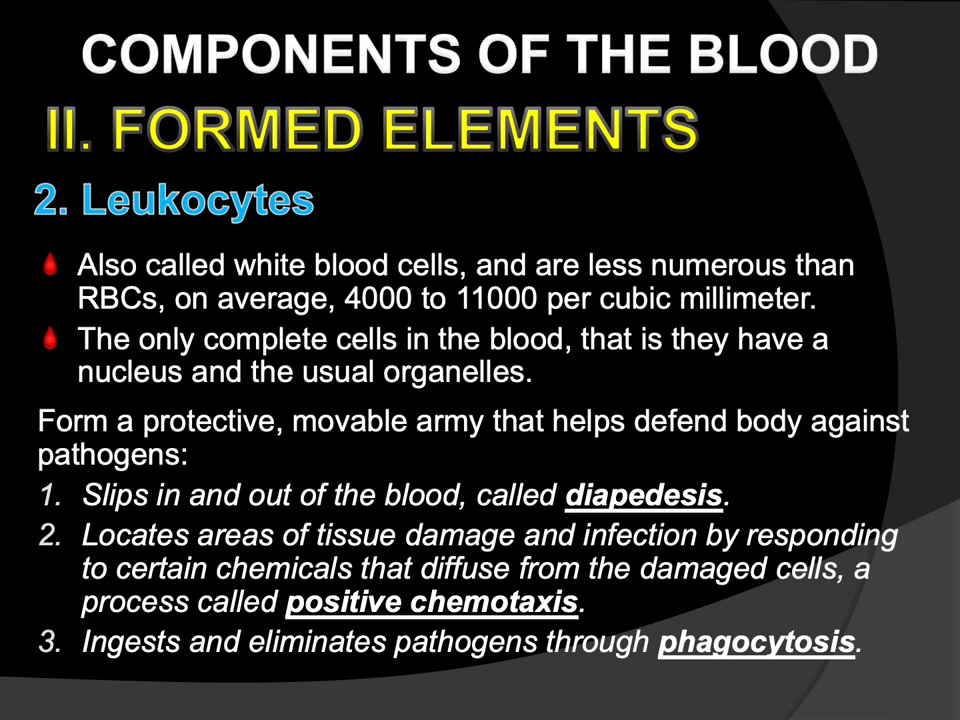 COMPONENTS OF THE BLOOD
II. FORMED ELEMENTS
2. Leukocytes
Also called white blood cells, and are less numerous than
RBCs, on average, 4000 to 11000 per cubic millimeter.
The only complete cells in the blood, that is they have a
nucleus and the usual organelles.
Form a protective, movable army that helps defend body against
pathogens:
1. Slips in and out of the blood, called diapedesis.
2. Locates areas of tissue damage and infection by responding
to certain chemicals that diffuse from the damaged cells, a
process called positive chemotaxis.
3. Ingests and eliminates pathogens through phagocytosis.